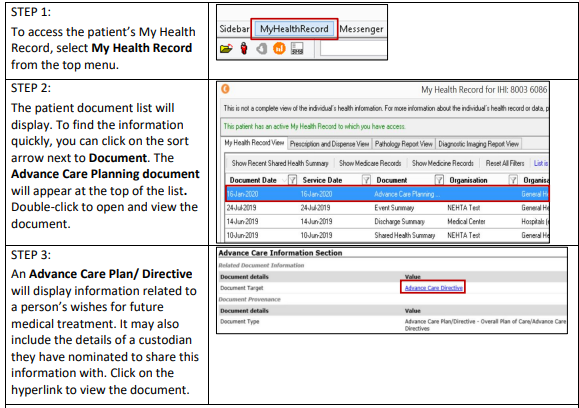 STEP 1:
To access the patient's My Health
Record, select My Health Record
from the top menu.
Sidebar MyHealthRecord Messenger
STEP 2:
The patient document list will
display. To find the information
quickly, you can click on the sort
arrow next to Document. The
Advance Care Planning document
will appear at the top of the list.
Double-click to open and view the
document.
My Health Record for IHI: 8003 6086
This is not a complete view of the individual's health information. For more information about the individual's health record or data, p
This patient has an active My Health Record to which you have access.
My Health Record View Prescription and Dispense View Pathology Report View Diagnostic Imaging Report View
Show Recent Shared Health Summary Show Medicare Records Show Medicine Records Reset All Filters List is
Document Date Service Date Document Organisation Organisa
16-Jan-2020 16-Jan-2020 Advance Care Planning ... General H
24-Jul-2019 24-Jul-2019 Event Summary NEHTA Test General He
14-Jun-2019 14-Jun-2019 Discharge Summary Medical Center Hospitals (
10-Jun-2019 10-Jun-2019 Shared Health Summary NEHTA Test General He
STEP 3:
An Advance Care Plan/ Directive
will display information related to
a person's wishes for future
medical treatment. It may also
include the details of a custodian
they have nominated to share this
information with. Click on the
hyperlink to view the document.
Advance Care Information Section
Related Document Information
Document details Value
Document Target Advance Care Directive
Document Provenance
Document details Value
Document Type Advance Care Plan/Directive - Overall Plan of Care/Advance Care
Directives